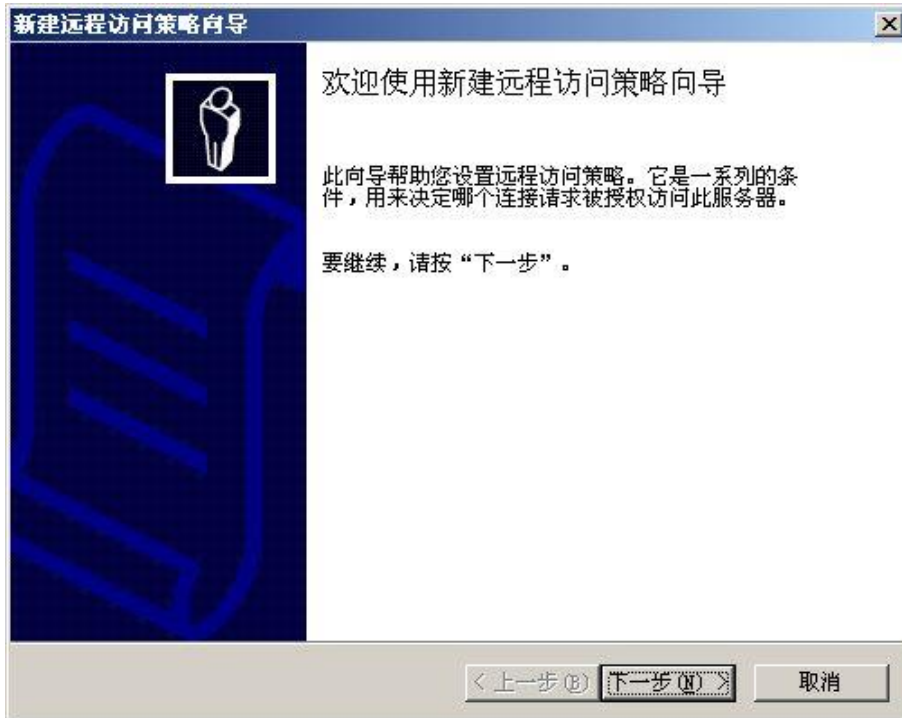 新建远程访问策略向导
欢迎使用新建远程访问策略向导
此向导帮助您设置远程访问策略。它是一系列的条
件，用来决定哪个连接请求被授权访问此服务器。
要继续，请按“下一步”。
< 上一步(B) 下一步(N) > 取消